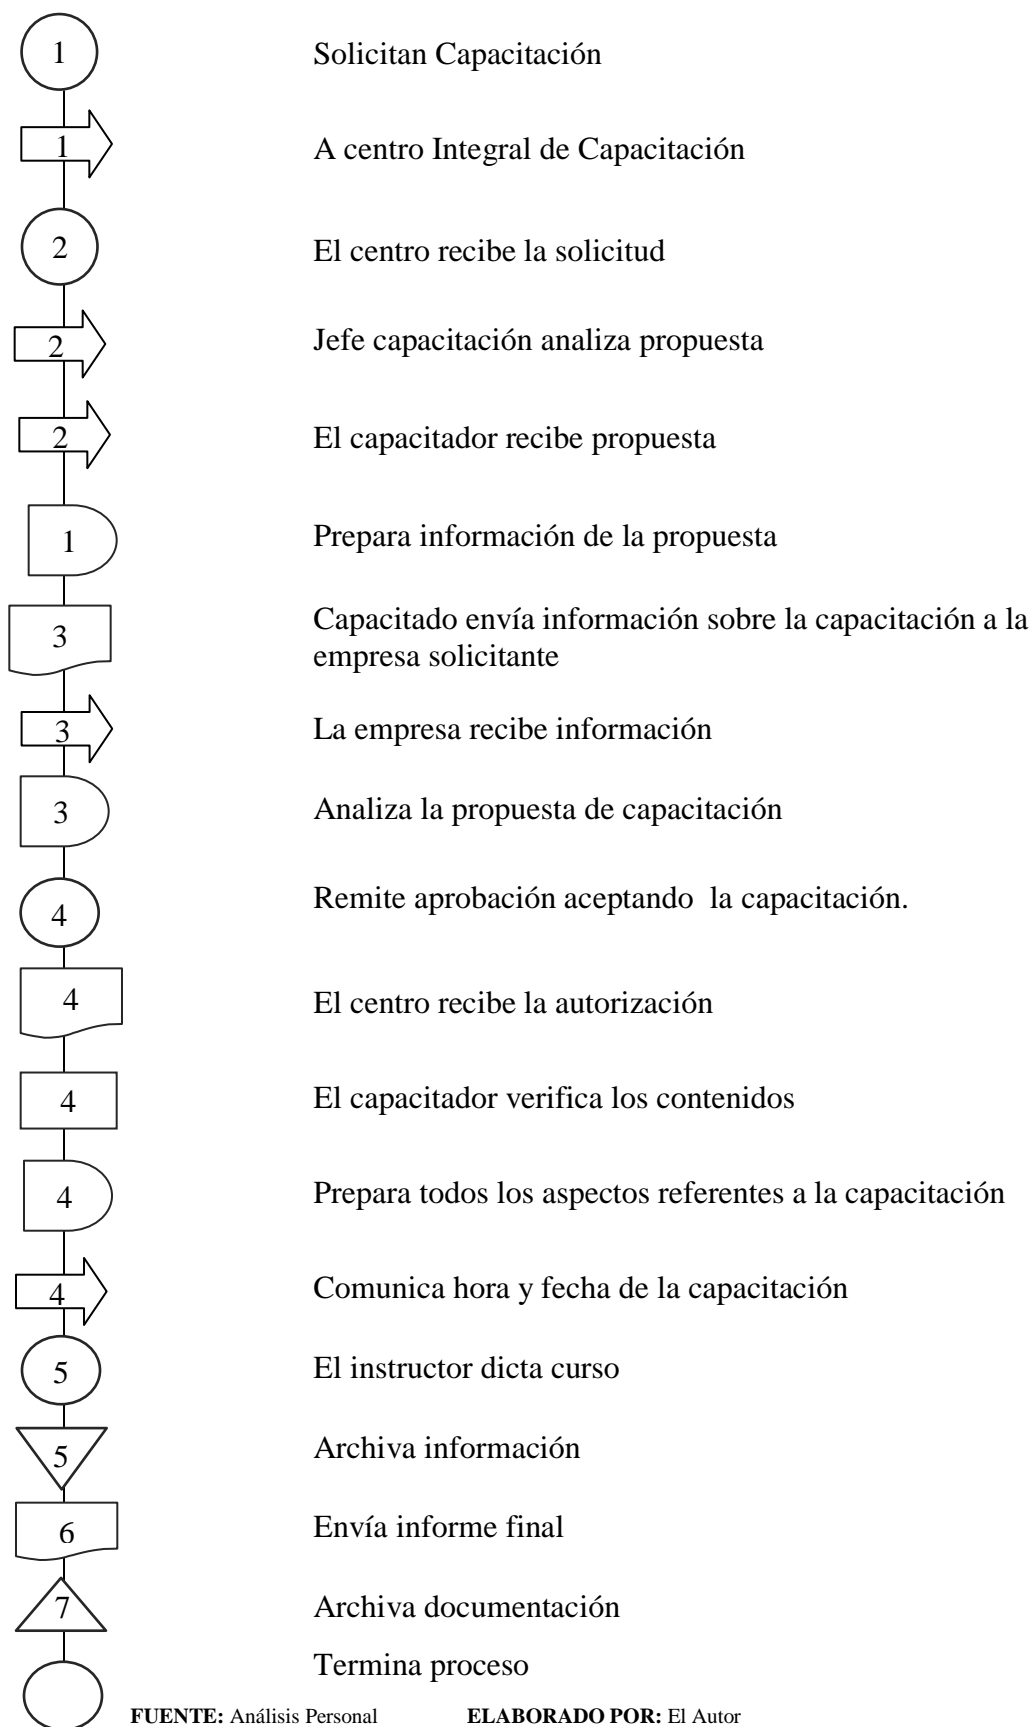 1 Solicitan Capacitación
1 A centro Integral de Capacitación
2 El centro recibe la solicitud
2 Jefe capacitación analiza propuesta
2 El capacitador recibe propuesta
1 Prepara información de la propuesta
3 Capacitado envía información sobre la capacitación a la
empresa solicitante
3 La empresa recibe información
3 Analiza la propuesta de capacitación
4 Remite aprobación aceptando  la capacitación.
4 El centro recibe la autorización
4 El capacitador verifica los contenidos
4 Prepara todos los aspectos referentes a la capacitación
4 Comunica hora y fecha de la capacitación
5 El instructor dicta curso
5 Archiva información
6 Envía informe final
7 Archiva documentación
Termina proceso
FUENTE: Análisis Personal ELABORADO POR: El Autor